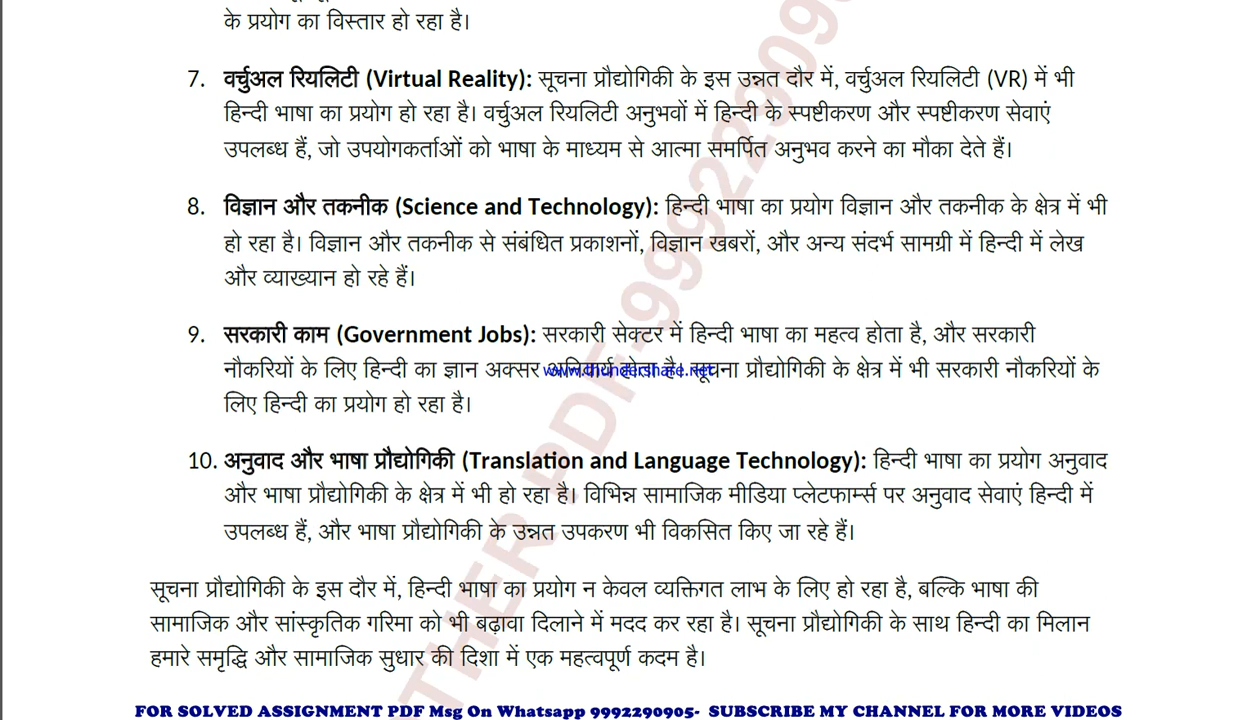 के प्रयोग का विस्तार हो रहा है।
7. वर्चुअल रियलिटी (Virtual Reality): सूचना प्रौद्योगिकी के इस उन्नत दौर में, वर्चुअल रियलिटी (VR) में भी
हिन्दी भाषा का प्रयोग हो रहा है। वर्चुअल रियलिटी अनुभवों में हिन्दी के स्पष्टीकरण और स्पष्टीकरण सेवाएं
उपलब्ध हैं, जो उपयोगकर्ताओं को भाषा के माध्यम से आत्मा समर्पित अनुभव करने का मौका देते हैं।
8. विज्ञान और तकनीक (Science and Technology): हिन्दी भाषा का प्रयोग विज्ञान और तकनीक के क्षेत्र में भी
हो रहा है। विज्ञान और तकनीक से संबंधित प्रकाशनों, विज्ञान खबरों, और अन्य संदर्भ सामग्री में हिन्दी में लेख
और व्याख्यान हो रहे हैं।
9. सरकारी काम (Government Jobs): सरकारी सेक्टर में हिन्दी भाषा का महत्व होता है, और सरकारी
नौकरियों के लिए हिन्दी का ज्ञान अक्सर अनिवार्य होता है। सूचना प्रौद्योगिकी के क्षेत्र में भी सरकारी नौकरियों के
www.thundershare.net
लिए हिन्दी का प्रयोग हो रहा है।
10. अनुवाद और भाषा प्रौद्योगिकी (Translation and Language Technology): हिन्दी भाषा का प्रयोग अनुवाद
और भाषा प्रौद्योगिकी के क्षेत्र में भी हो रहा है। विभिन्न सामाजिक मीडिया प्लेटफार्म्स पर अनुवाद सेवाएं हिन्दी में
उपलब्ध हैं, और भाषा प्रौद्योगिकी के उन्नत उपकरण भी विकसित किए जा रहे हैं।
सूचना प्रौद्योगिकी के इस दौर में, हिन्दी भाषा का प्रयोग न केवल व्यक्तिगत लाभ के लिए हो रहा है, बल्कि भाषा की
सामाजिक और सांस्कृतिक गरिमा को भी बढ़ावा दिलाने में मदद कर रहा है। सूचना प्रौद्योगिकी के साथ हिन्दी का मिलान
हमारे समृद्धि और सामाजिक सुधार की दिशा में एक महत्वपूर्ण कदम है।
FOR SOLVED ASSIGNMENT PDF Msg On Whatsapp 9992290905- SUBSCRIBE MY CHANNEL FOR MORE VIDEOS